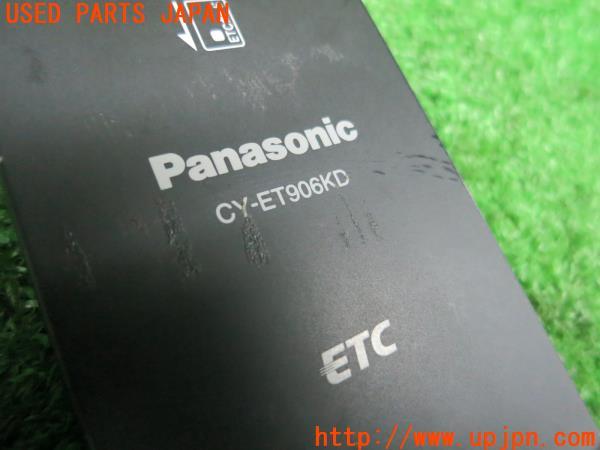 USED PARTS JAPAN
ETC
Panasonic
CY-ET906KD
ETC
http://www.upjpn.com/